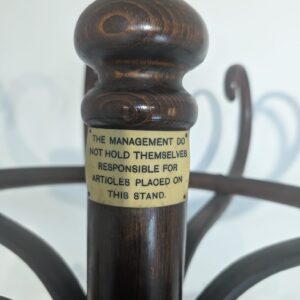 THE MANAGEMENT DO
NOT HOLD THEMSELVES
RESPONSIBLE FOR
ARTICLES PLACED ON
THIS STAND.